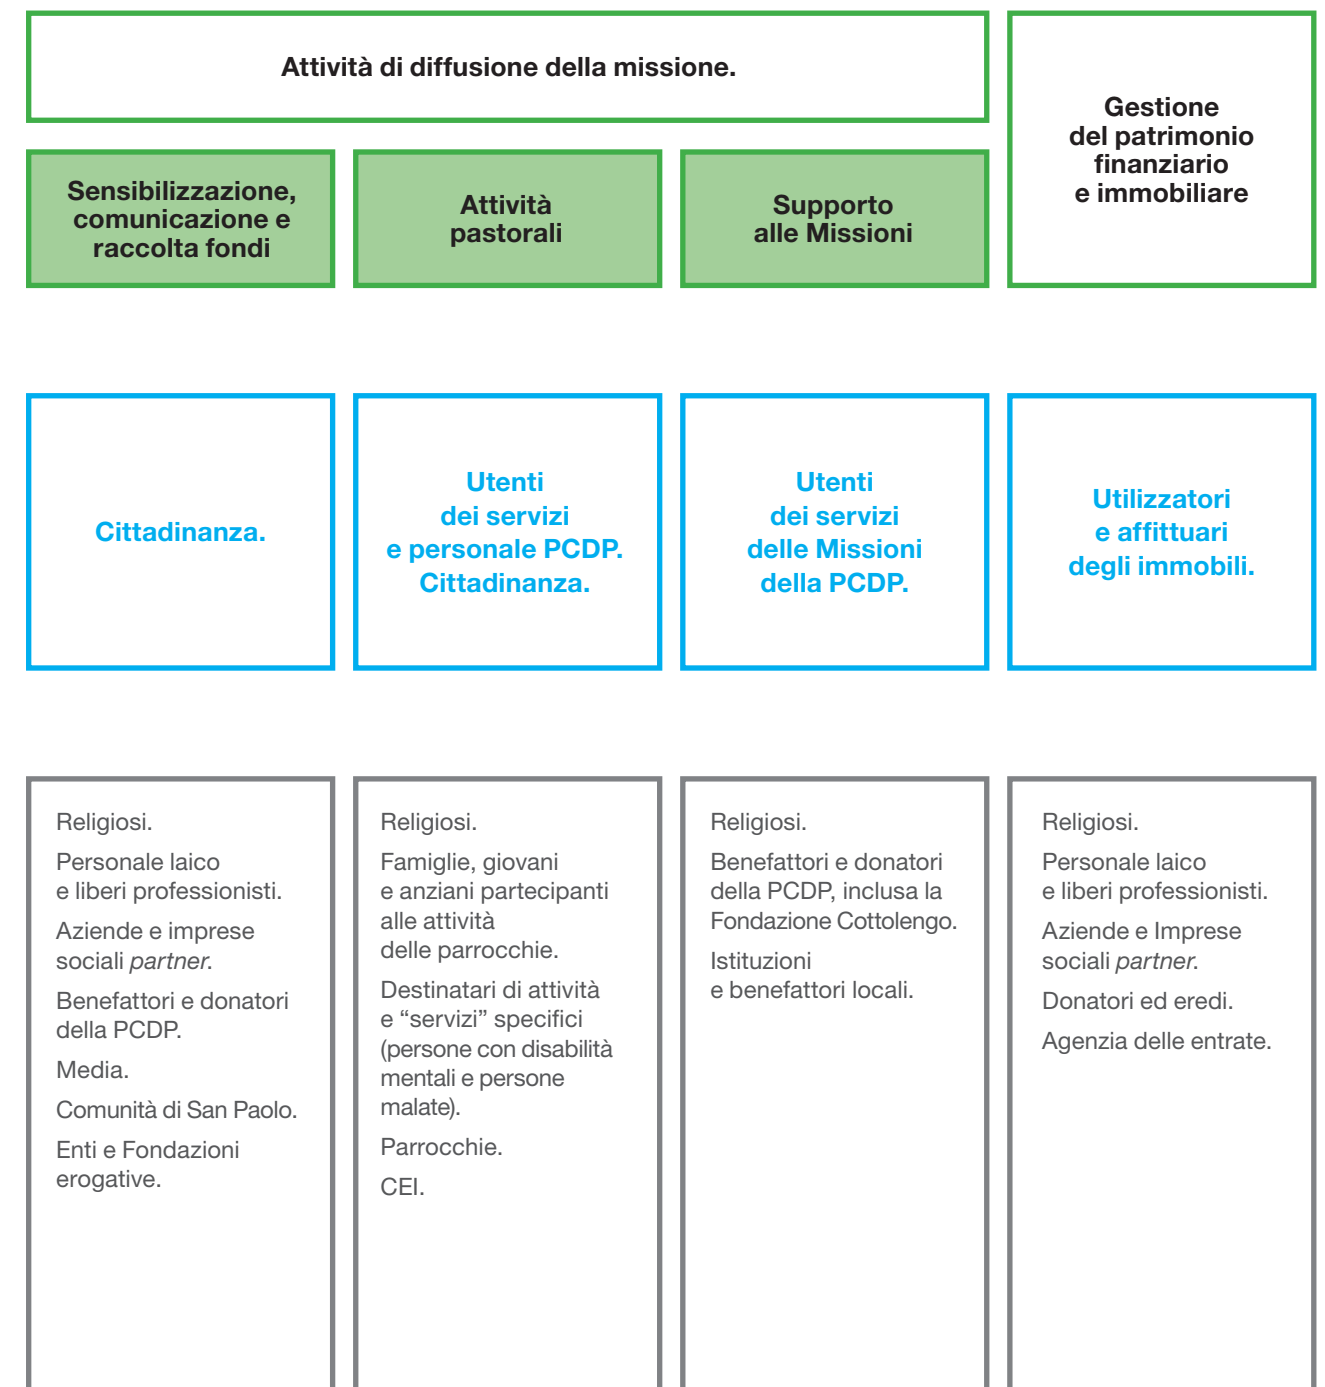 Attività di diffusione della missione.
Gestione
del patrimonio
finanziario
e immobiliare
Sensibilizzazione,
comunicazione e
raccolta fondi
Attività
pastorali
Supporto
alle Missioni
Cittadinanza.
Utenti
dei servizi
e personale PCDP.
Cittadinanza.
Utenti
dei servizi
delle Missioni
della PCDP.
Utilizzatori
e affittuari
degli immobili.
Religiosi.
Personale laico
e liberi professionisti.
Aziende e imprese
sociali partner.
Benefattori e donatori
della PCDP.
Media.
Comunità di San Paolo.
Enti e Fondazioni
erogative.
Religiosi.
Famiglie, giovani
e anziani partecipanti
alle attività
delle parrocchie.
Destinatari di attività
e “servizi” specifici
(persone con disabilità
mentali e persone
malate).
Parrocchie.
CEI.
Religiosi.
Benefattori e donatori
della PCDP, inclusa la
Fondazione Cottolengo.
Istituzioni
e benefattori locali.
Religiosi.
Personale laico
e liberi professionisti.
Aziende e Imprese
sociali partner.
Donatori ed eredi.
Agenzia delle entrate.